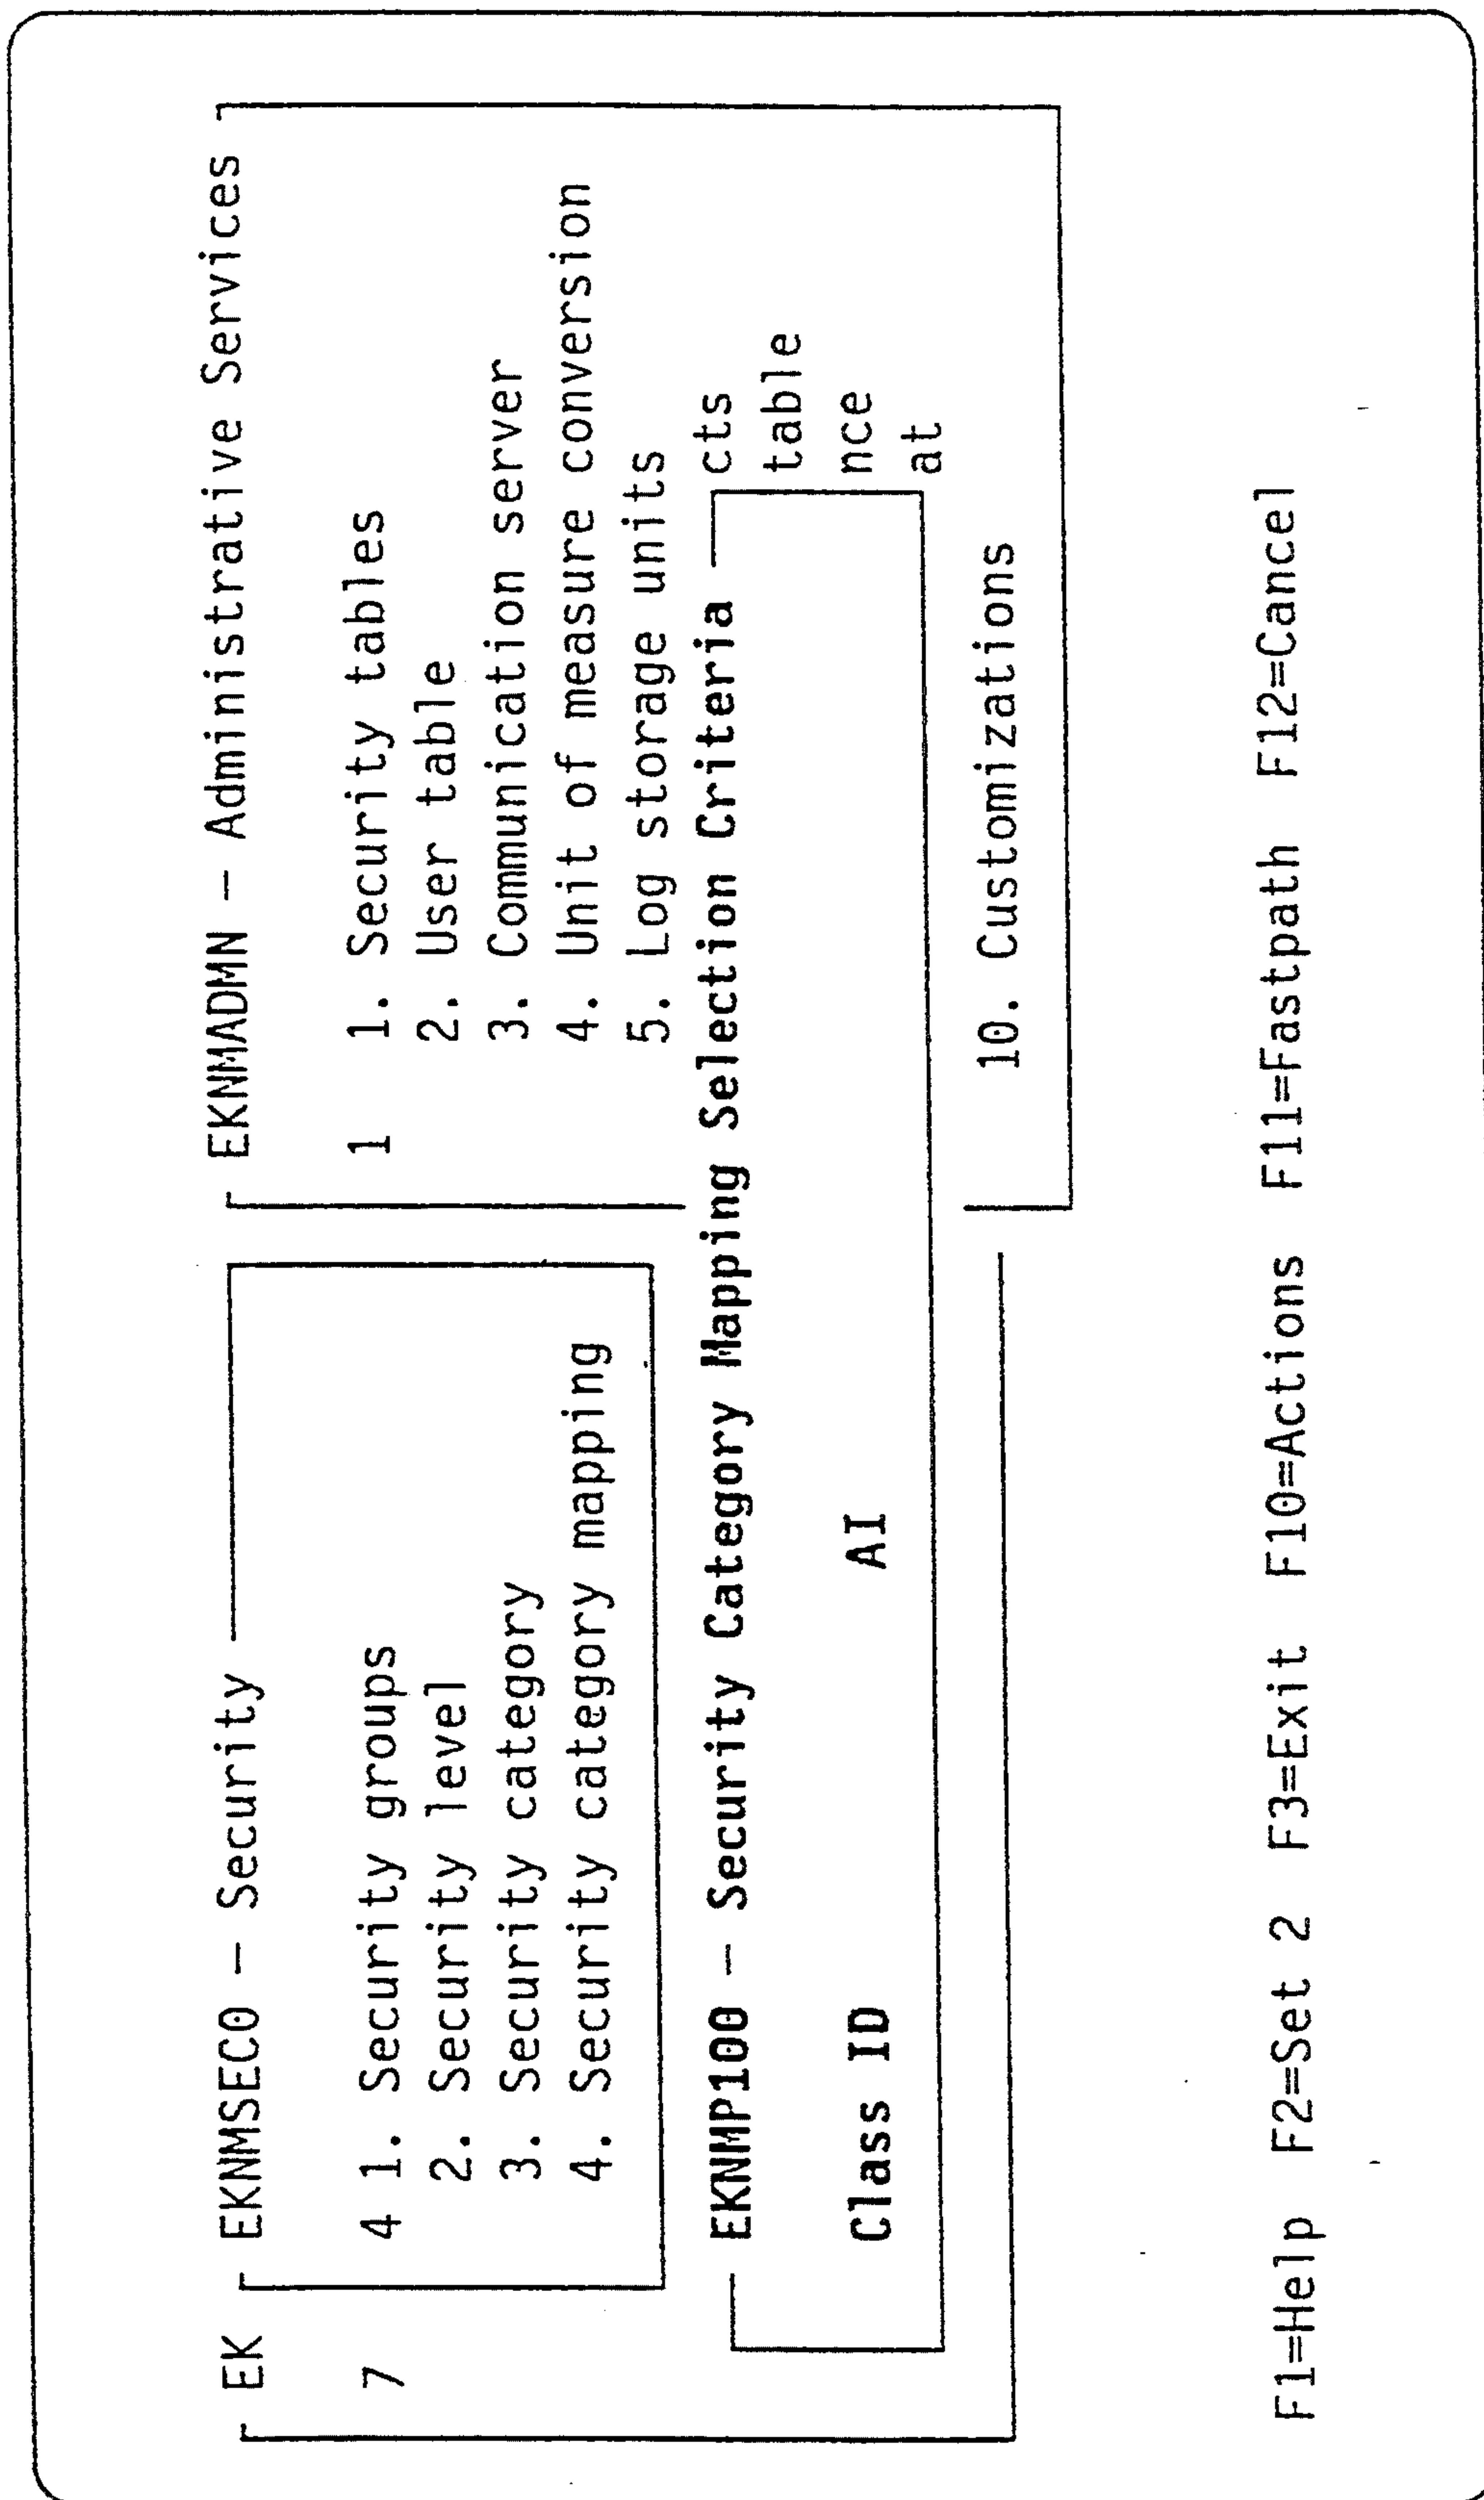 EK EKNMSEC0 – Security EKNMADMN – Administrative Services
7 4 1. Security groups 1 1. Security tables
2. Security level 2. User table
3. Security category 3. Communication server
4. Security category mapping 4. Unit of measure conversion
5. Log storage units
EKNMP100 – Security Category Mapping Selection Criteria cts
table
Class ID AI nce
at
10. Customizations
F1=Help F2=Set 2 F3=Exit F10=Actions F11=Fastpath F12=Cancel